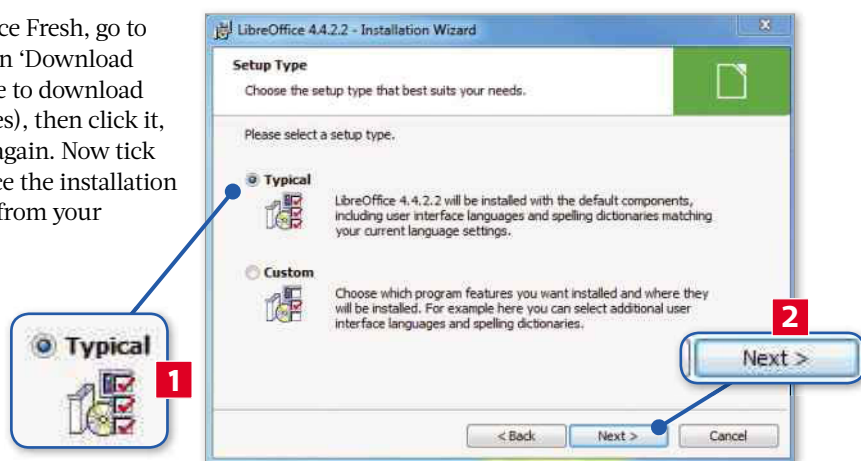 ce Fresh, go to
n ‘Download
e to download
es), then click it,
again. Now tick
ce the installation
from your
LibreOffice 4.4.2.2 - Installation Wizard
Setup Type
Choose the setup type that best suits your needs.
Please select a setup type.
Typical
LibreOffice 4.4.2.2 will be installed with the default components,
including user interface languages and spelling dictionaries matching
your current language settings.
Custom
Choose which program features you want installed and where they
will be installed. For example here you can select additional user
interface languages and spelling dictionaries.
Typical
1
2
Next >
< Back
Next >
Cancel